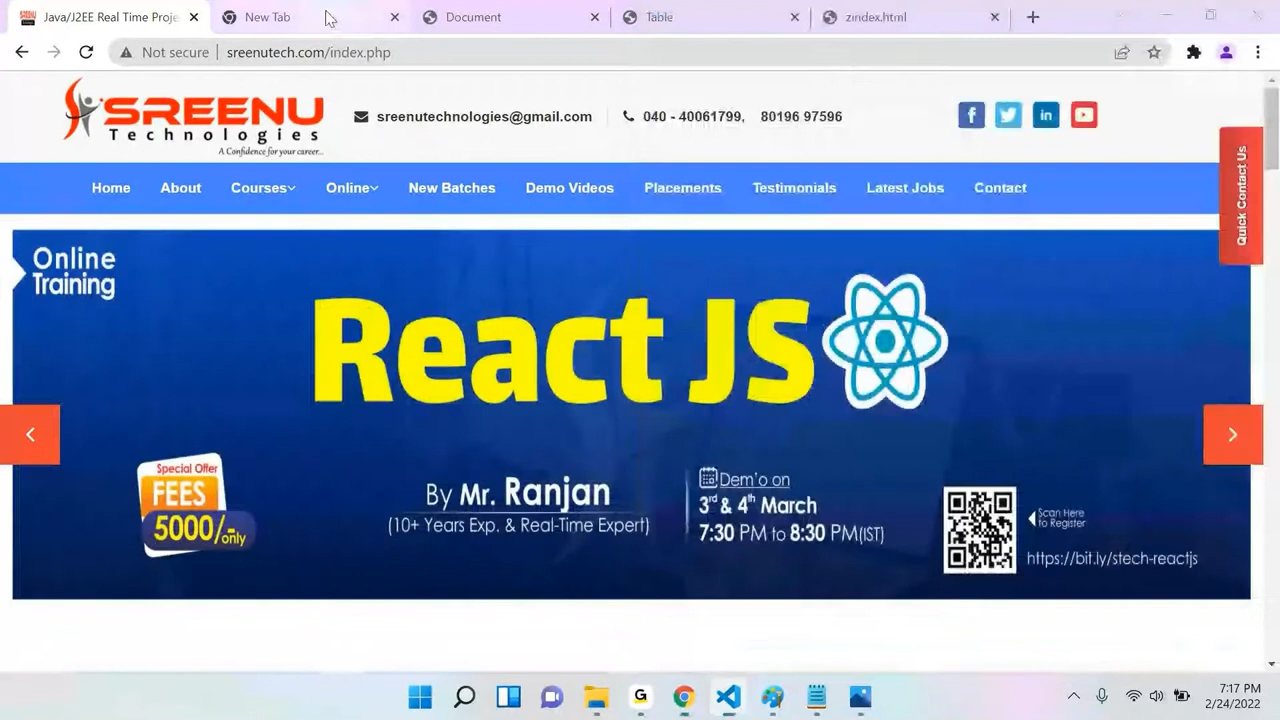 Java/J2EE Real Time Proje
New Tab
Document
Table
zindex.html
Not secure
sreenutech.com/index.php
SREENU
Technologies
A Confidence for your career...
sreenutechnologies@gmail.com
040 - 40061799, 80196 97596
Home
About
Courses
Online
New Batches
Demo Videos
Placements
Testimonials
Latest Jobs
Contact
Quick Contact Us
Online
Training
React JS
Special Offer
FEES
5000/-only
By Mr. Ranjan
(10+ Years Exp. & Real-Time Expert)
Dem'o on
3rd & 4th March
7:30 PM to 8:30 PM(IST)
Scan Here
to Register
https://bit.ly/stech-reactjs
7:17 PM
2/24/2022